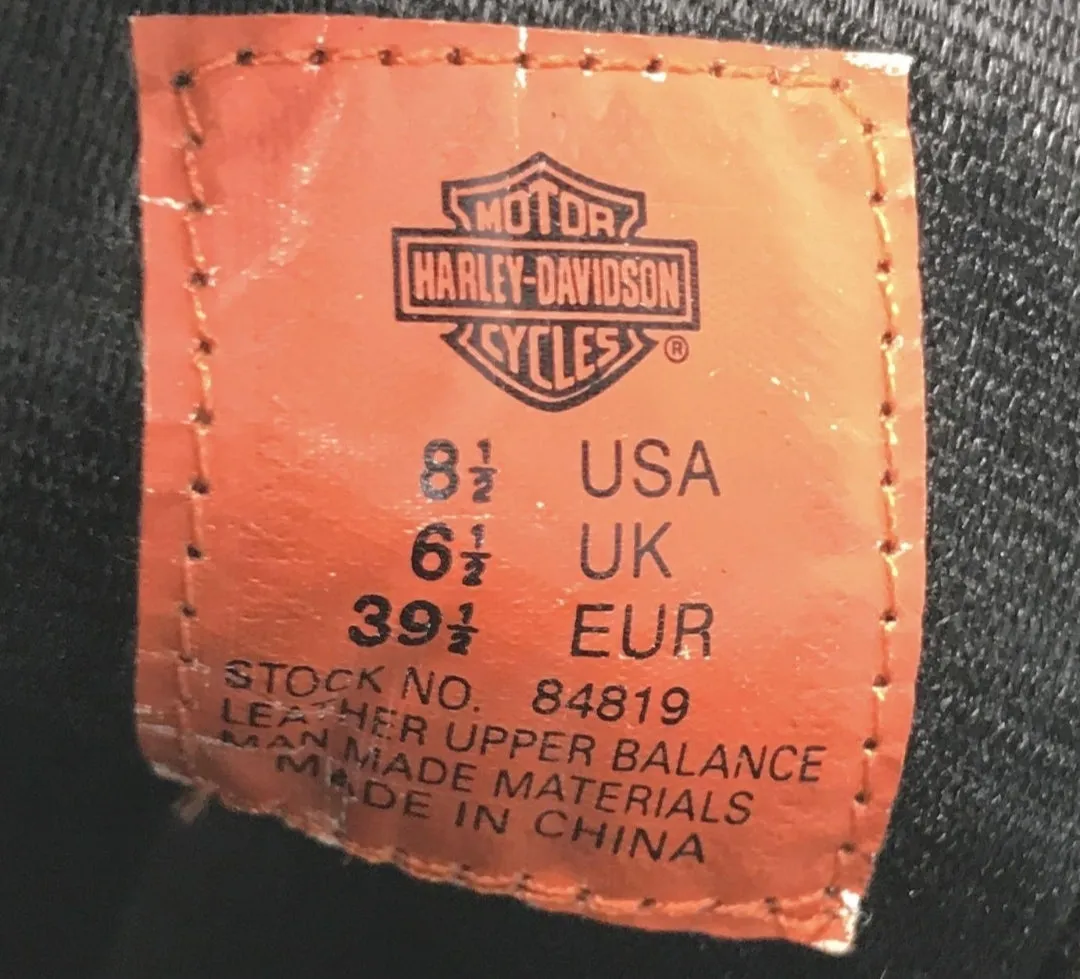 MOTOR
HARLEY-DAVIDSON
CYCLES ®
8½ USA
6½ UK
39½ EUR
STOCK NO. 84819
LEATHER UPPER BALANCE
MAN MADE MATERIALS
MADE IN CHINA